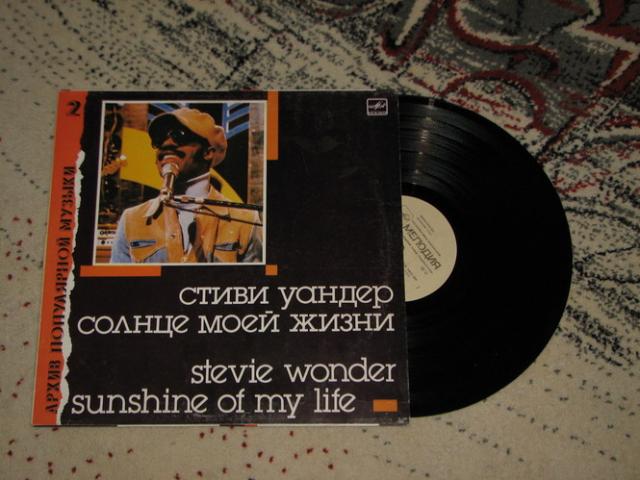 2
АРХИВ ПОПУЛЯРНОЙ МУЗЫКИ
СТИВИ УАНДЕР
СОЛНЦЕ МОЕЙ ЖИЗНИ
stevie wonder
sunshine of my life
МЕЛОДИЯ